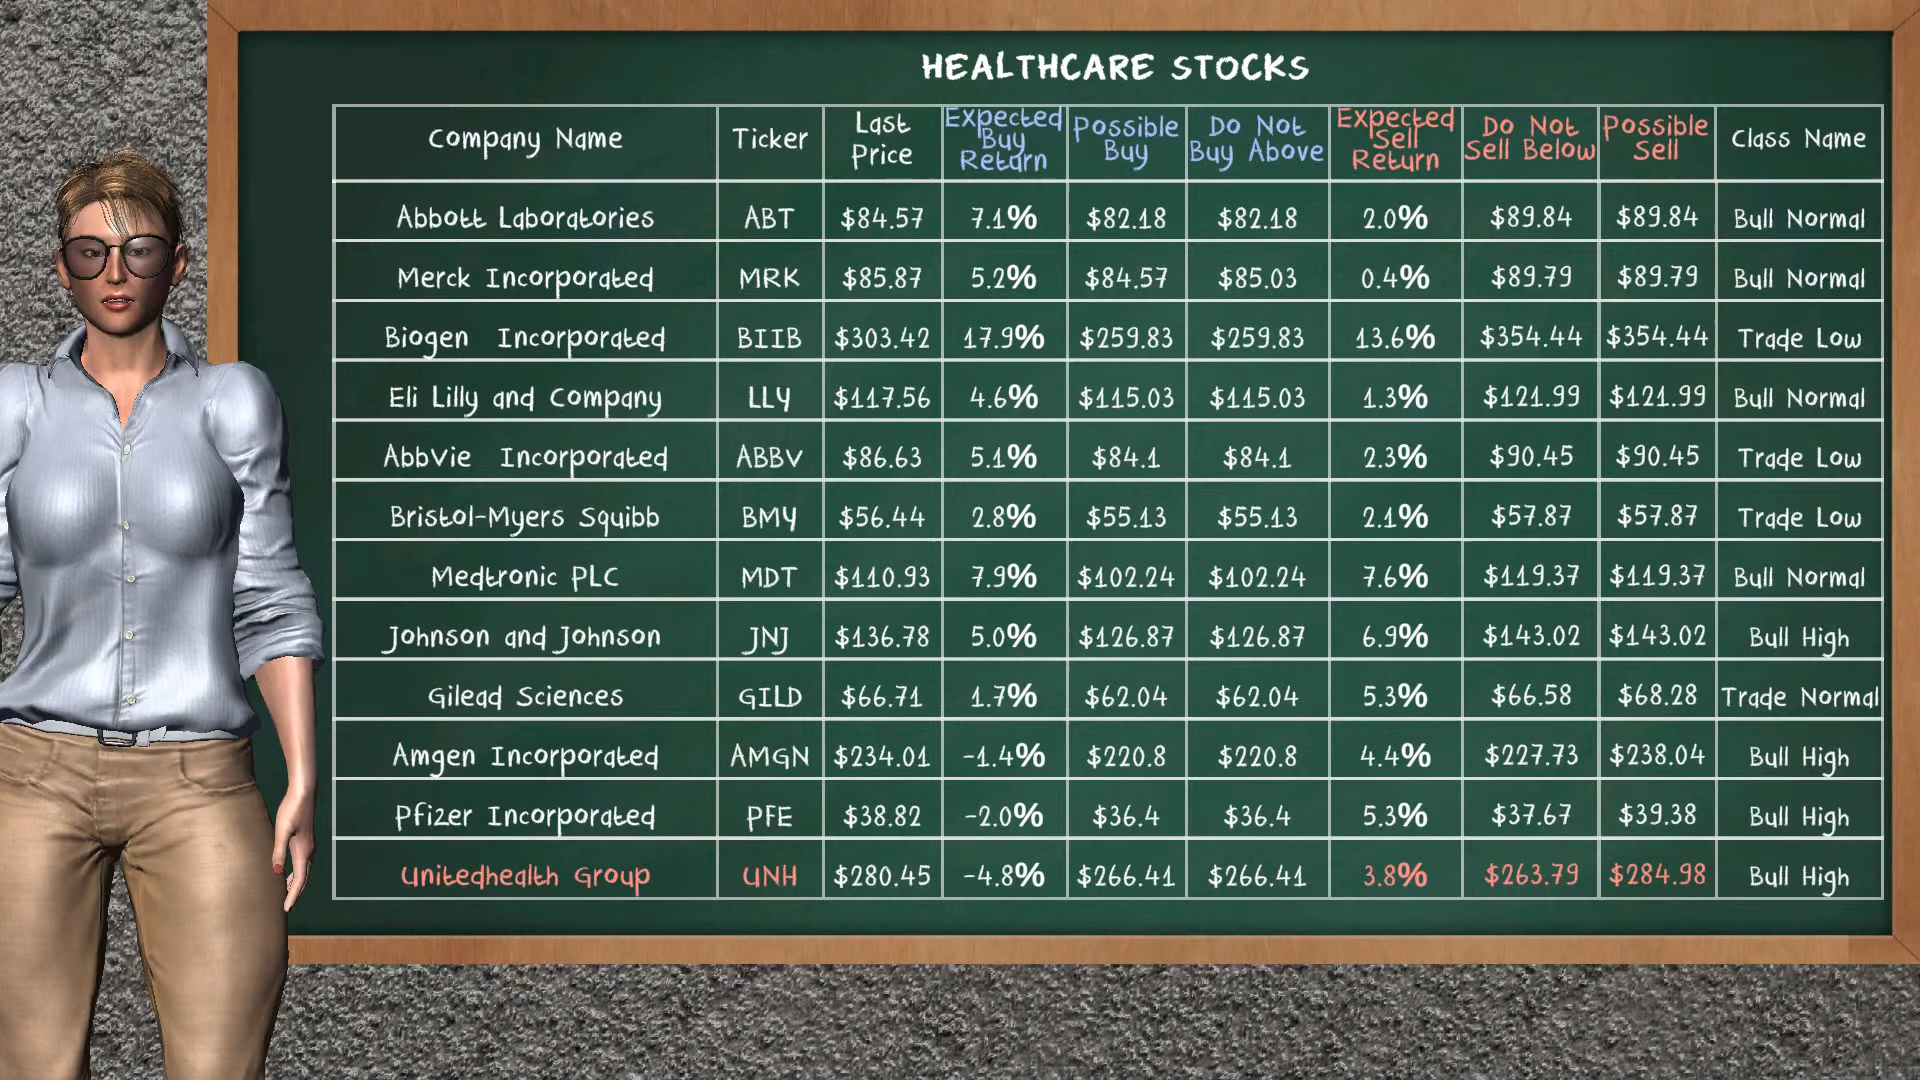 HEALTHCARE STOCKS
Company Name Ticker Last Price Expected Buy Return Possible Buy Do Not Buy Above Expected Sell Return Do Not Sell Below Possible Sell Class Name
Abbott Laboratories ABT $84.57 7.1% $82.18 $82.18 2.0% $89.84 $89.84 Bull Normal
Merck Incorporated MRK $85.87 5.2% $84.57 $85.03 0.4% $89.79 $89.79 Bull Normal
Biogen Incorporated BIIB $303.42 17.9% $259.83 $259.83 13.6% $354.44 $354.44 Trade Low
Eli Lilly and Company LLY $117.56 4.6% $115.03 $115.03 1.3% $121.99 $121.99 Bull Normal
AbbVie Incorporated ABBV $86.63 5.1% $84.1 $84.1 2.3% $90.45 $90.45 Trade Low
Bristol-Myers Squibb BMY $56.44 2.8% $55.13 $55.13 2.1% $57.87 $57.87 Trade Low
Medtronic PLC MDT $110.93 7.9% $102.24 $102.24 7.6% $119.37 $119.37 Bull Normal
Johnson and Johnson JNJ $136.78 5.0% $126.87 $126.87 6.9% $143.02 $143.02 Bull High
Gilead Sciences GILD $66.71 1.7% $62.04 $62.04 5.3% $66.58 $68.28 Trade Normal
Amgen Incorporated AMGN $234.01 -1.4% $220.8 $220.8 4.4% $227.73 $238.04 Bull High
Pfizer Incorporated PFE $38.82 -2.0% $36.4 $36.4 5.3% $37.67 $39.38 Bull High
Unitedhealth Group UNH $280.45 -4.8% $266.41 $266.41 3.8% $263.79 $284.98 Bull High